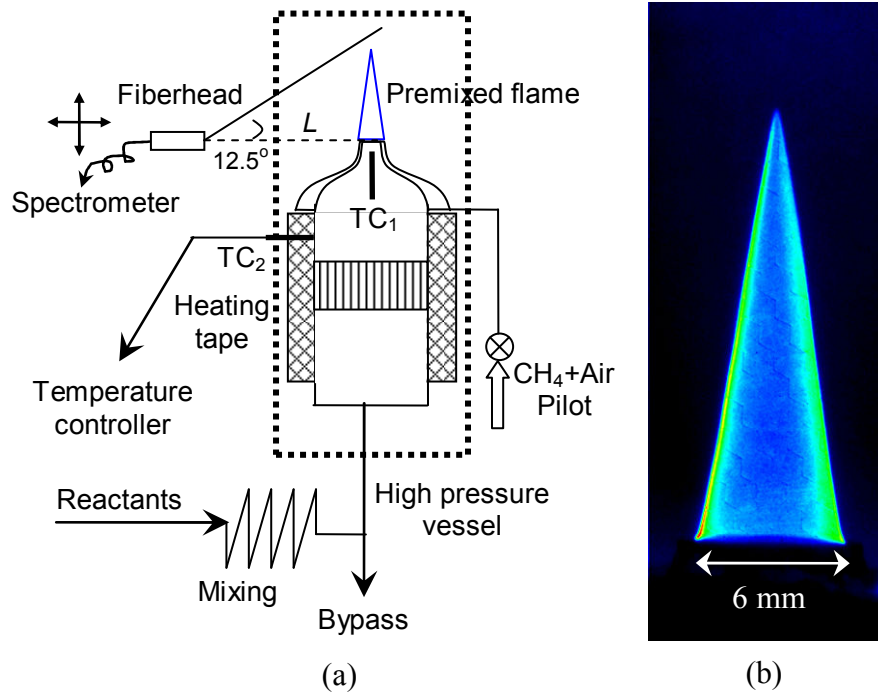 Fiberhead
Premixed flame
L
12.5°
Spectrometer
TC₁
TC₂
Heating
tape
CH₄+Air
Pilot
Temperature
controller
Reactants
High pressure
vessel
Mixing
Bypass
6 mm
(a)
(b)